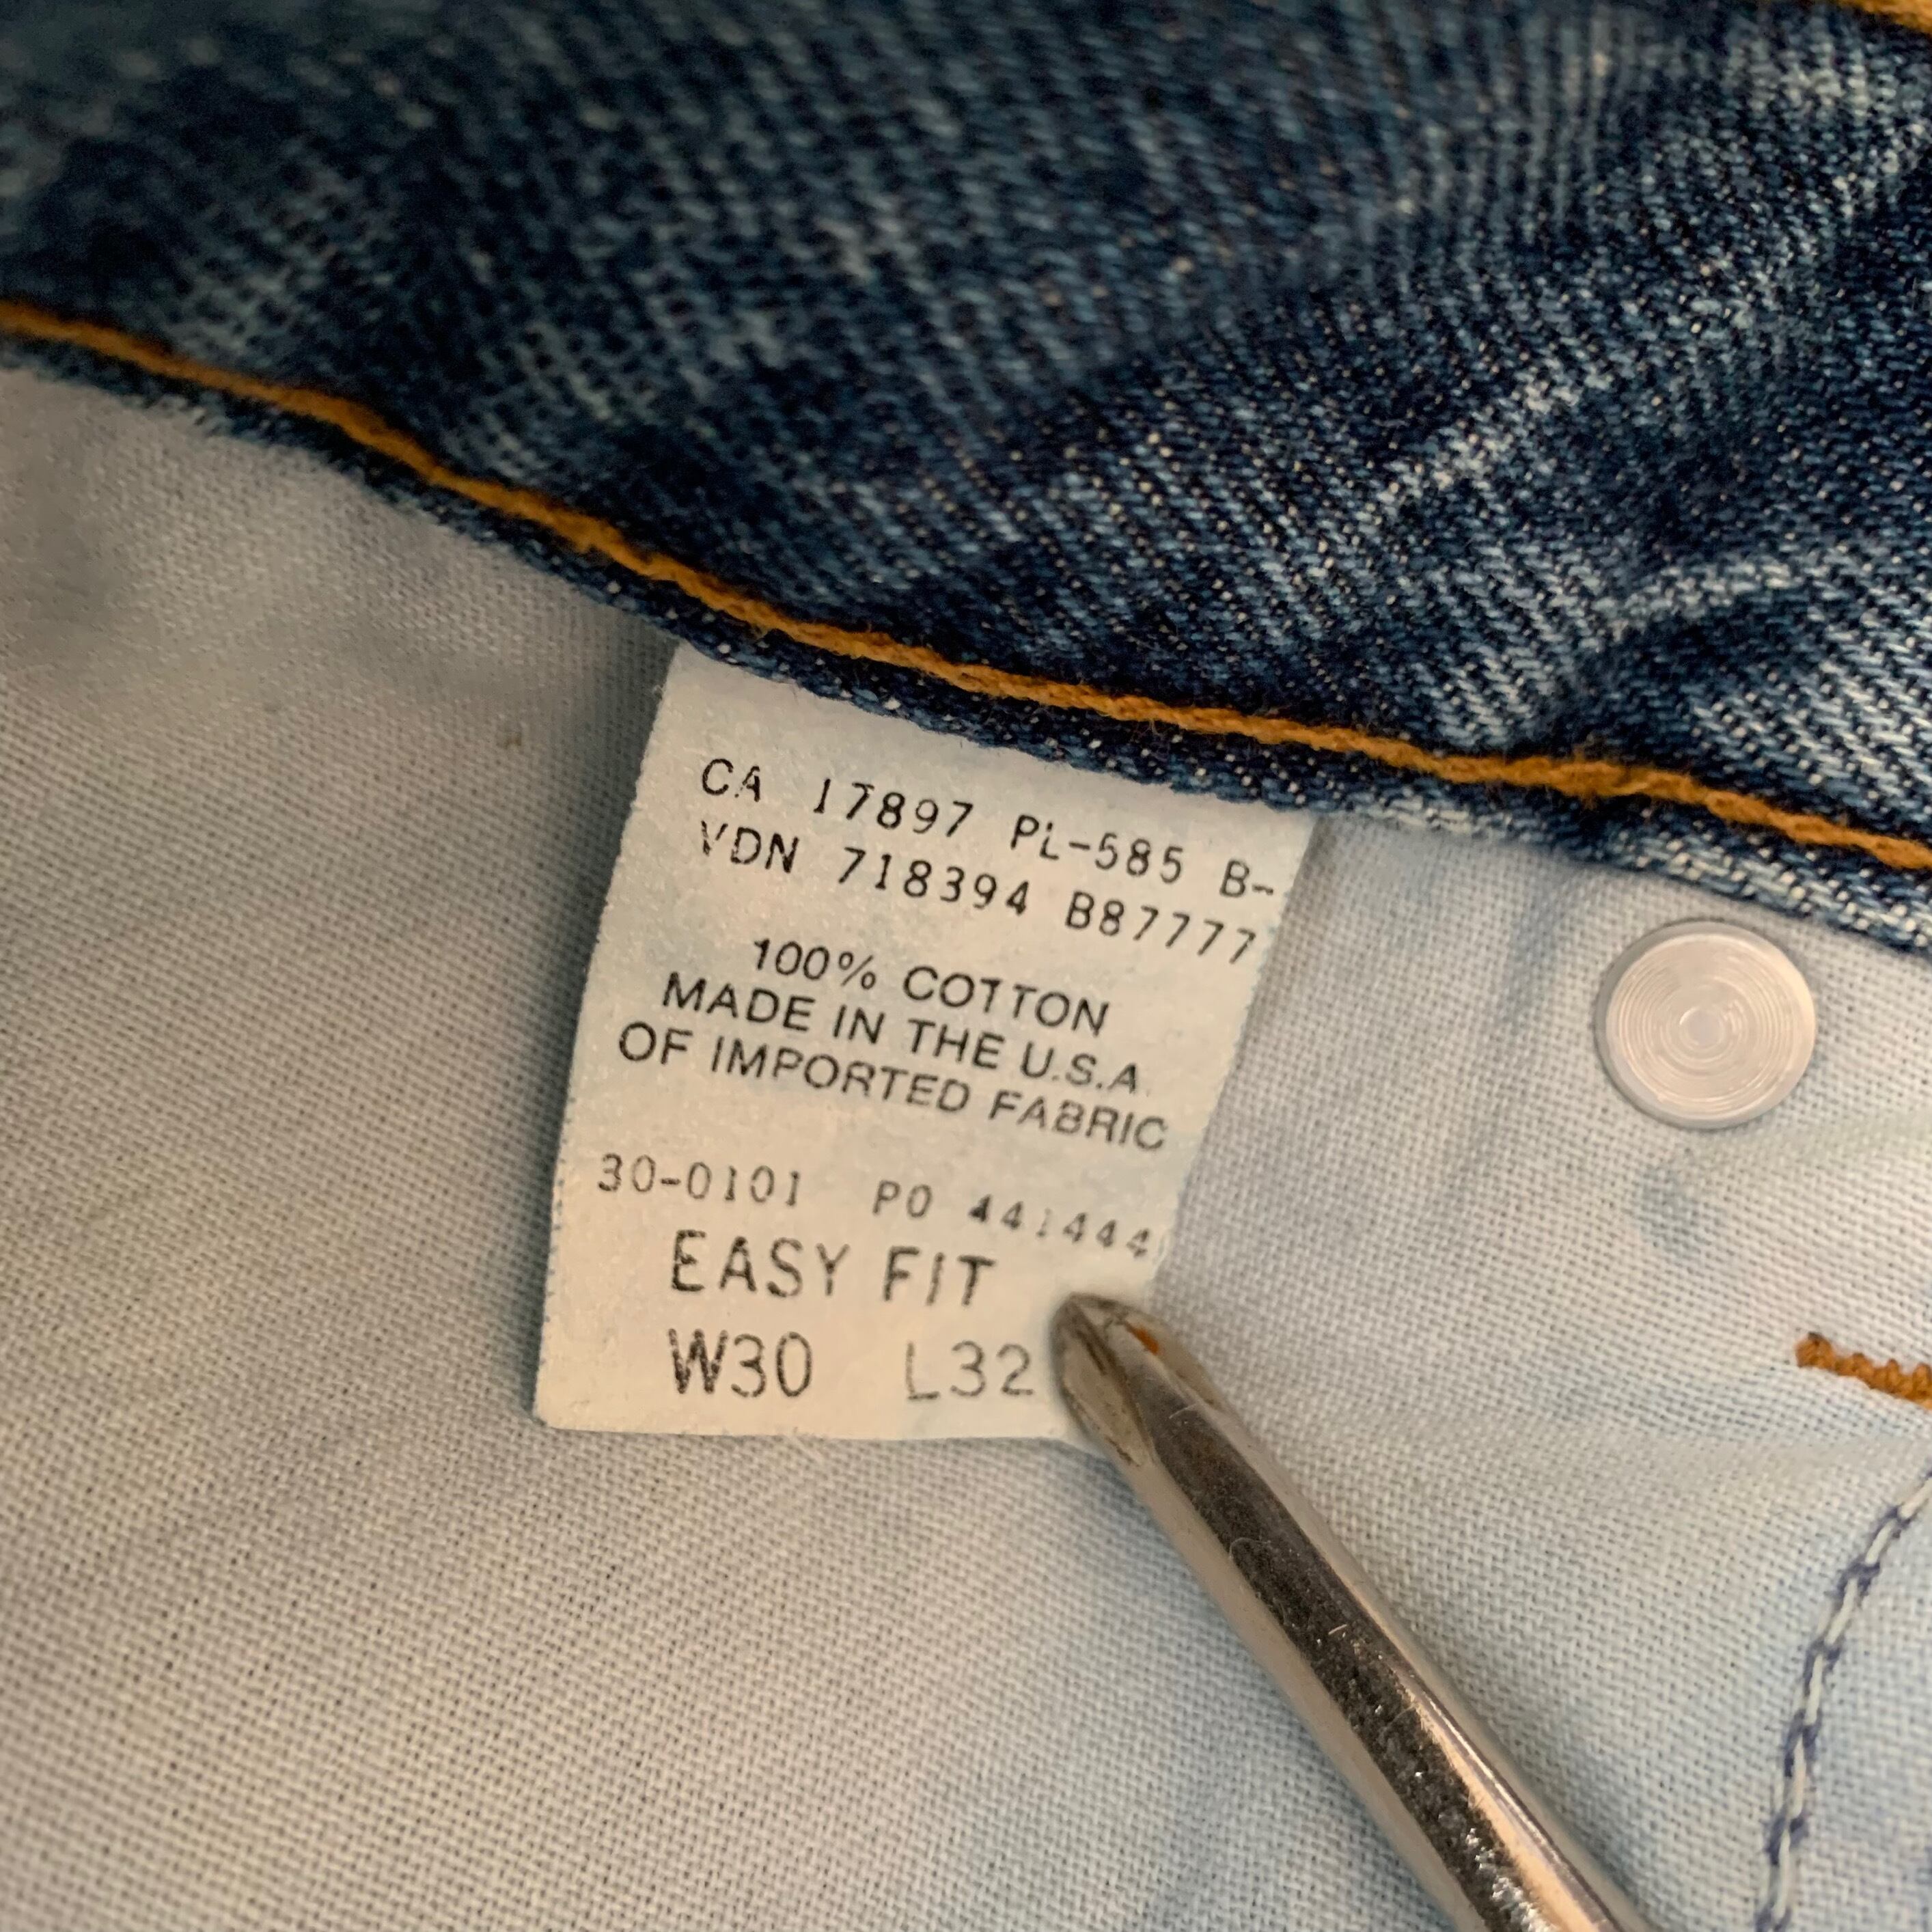 CA 17897 PL-585 B-
VDN 718394 B87777
100% COTTON
MADE IN THE U.S.A.
OF IMPORTED FABRIC
30-0101 PO 441444
EASY FIT
W30 L32